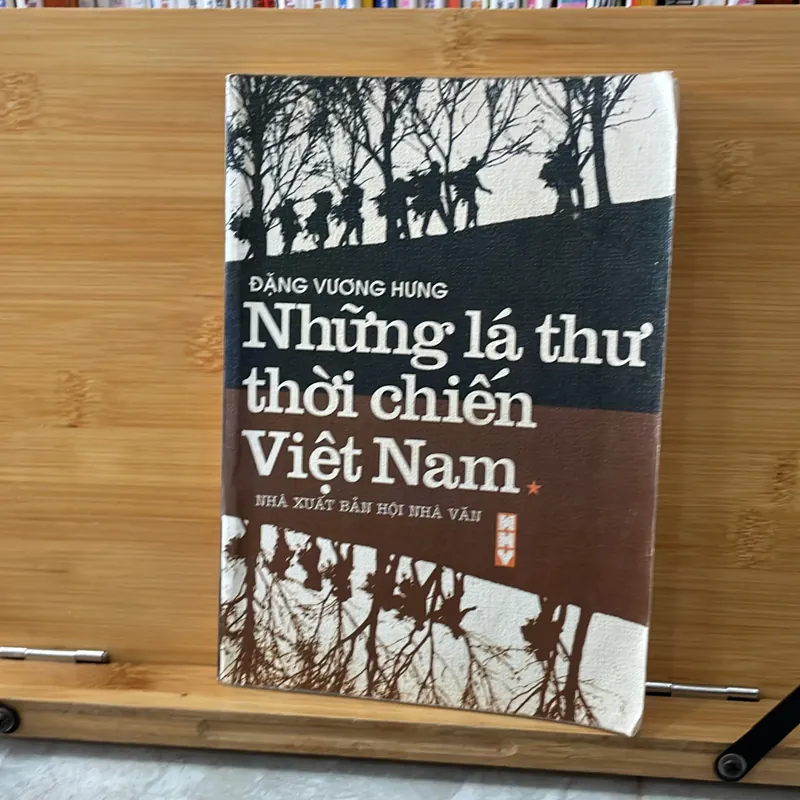 ĐẶNG VƯƠNG HƯNG
Những lá thư
thời chiến
Việt Nam
NHÀ XUẤT BẢN HỘI NHÀ VĂN